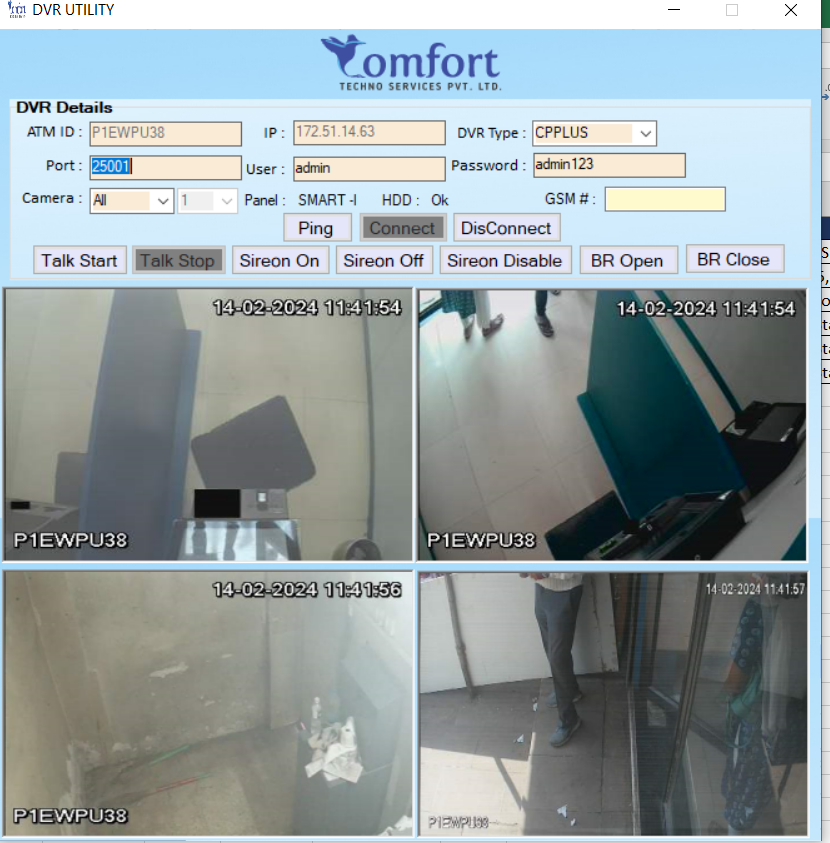 DVR UTILITY
Comfort
TECHNO SERVICES PVT. LTD.
DVR Details
ATM ID : P1EWPU38 IP : 172.51.14.63 DVR Type : CPPLUS
Port : 25001 User : admin Password : admin123
Camera : All 1 Panel : SMART -I HDD : Ok GSM # :
Ping Connect DisConnect
Talk Start Talk Stop Sireon On Sireon Off Sireon Disable BR Open BR Close
14-02-2024 11:41:54
P1EWPU38
14-02-2024 11:41:54
P1EWPU38
14-02-2024 11:41:56
P1EWPU38
14-02-2024 11:41:57
P1EWPU38